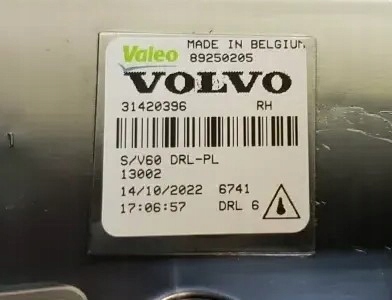 Valeo MADE IN BELGIUM
89250205
VOLVO
31420396 RH
S/V60 DRL-PL
13002
14/10/2022 6741
17:06:57 DRL 6